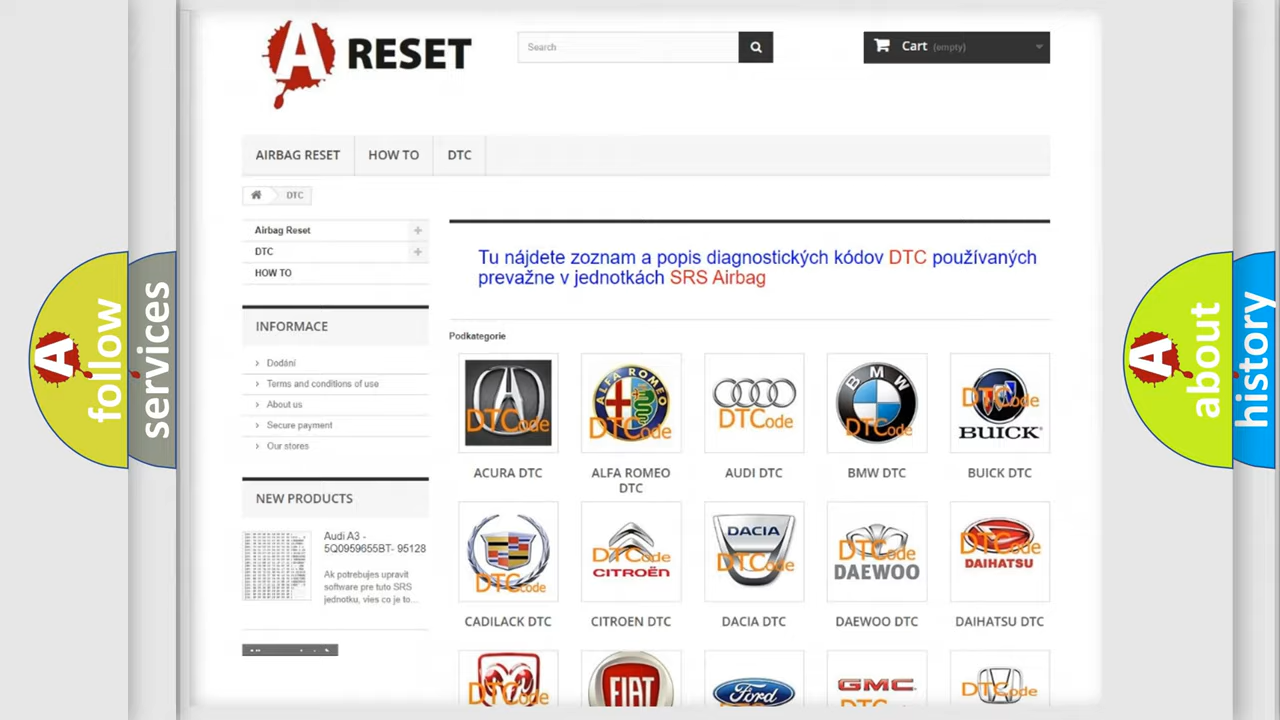 A RESET
Search
Cart (empty)
AIRBAG RESET
HOW TO
DTC
DTC
Airbag Reset
DTC
HOW TO
INFORMACE
Dodání
Terms and conditions of use
About us
Secure payment
Our stores
NEW PRODUCTS
Audi A3 -
5Q0959655BT- 95128
Ak potrebujes upravit
software pre tuto SRS
jednotku, vies co je to...
Tu nájdete zoznam a popis diagnostických kódov DTC používaných
prevažne v jednotkách SRS Airbag
Podkategorie
DTCode
ALFA ROMEO
DTCode
DTCode
BMW
DTCode
DTCode
BUICK
ACURA DTC
ALFA ROMEO
DTC
AUDI DTC
BMW DTC
BUICK DTC
DTCode
DTCode
CITROËN
DACIA
DTCode
DTCode
DAEWOO
DTCode
DAIHATSU
CADILACK DTC
CITROEN DTC
DACIA DTC
DAEWOO DTC
DAIHATSU DTC
DTCode
FIAT
Ford
GMC
DTCode
A follow
services
A about
history